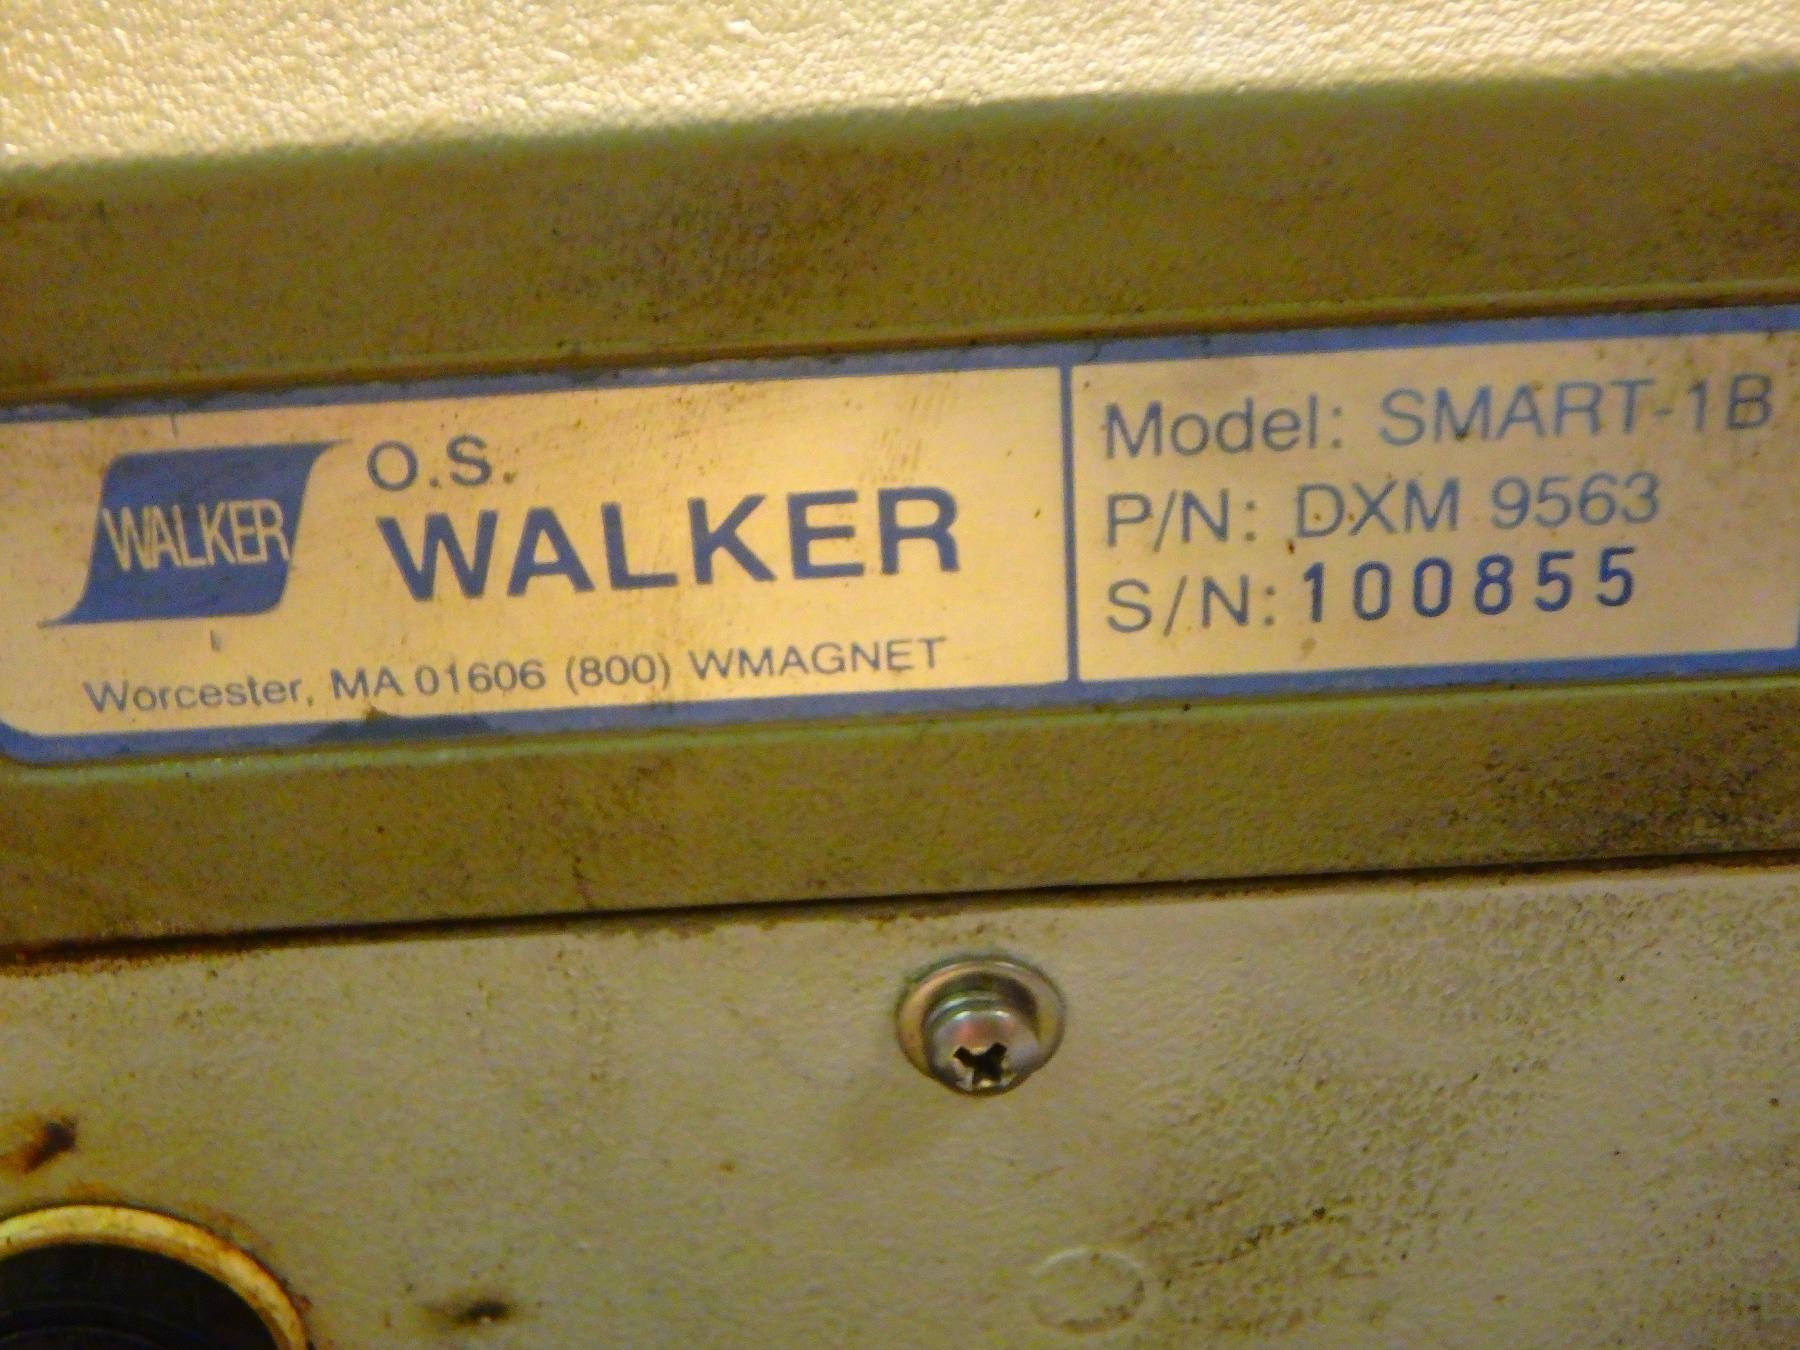 WALKER
O.S.
WALKER
Worcester, MA 01606 (800) WMAGNET
Model: SMART-1B
P/N: DXM 9563
S/N: 100855